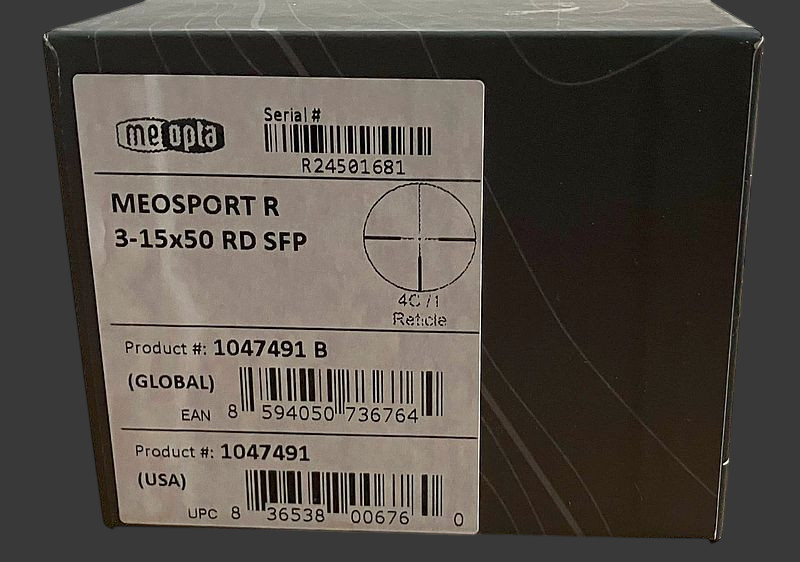 meopta
Serial #
R24501681
MEOSPORT R
3-15x50 RD SFP
4C /1
Reticle
Product #: 1047491 B
(GLOBAL)
EAN 8 594050 736764
Product #: 1047491
(USA)
UPC 8 36538 00676 0